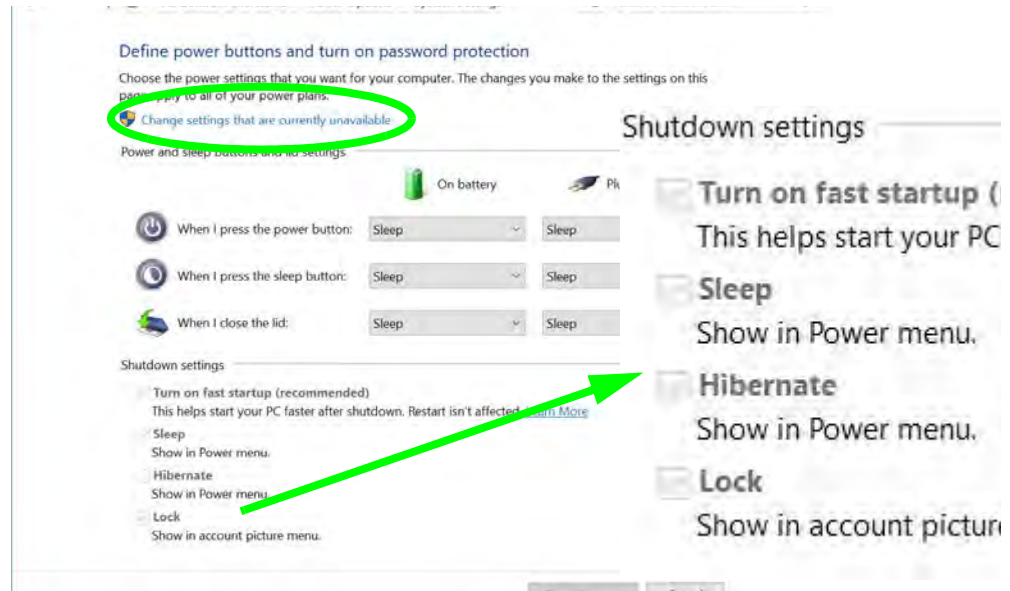 Define power buttons and turn on password protection
Choose the power settings that you want for your computer. The changes you make to the settings on this
page apply to all of your power plans.
Change settings that are currently unavailable
Power and sleep buttons and lid settings
On battery
When I press the power button: Sleep Sleep
When I press the sleep button: Sleep Sleep
When I close the lid: Sleep Sleep
Shutdown settings
Turn on fast startup (recommended)
This helps start your PC faster after shutdown. Restart isn't affected. Learn More
Sleep
Show in Power menu.
Hibernate
Show in Power menu.
Lock
Show in account picture menu.
Shutdown settings
Turn on fast startup (
This helps start your PC
Sleep
Show in Power menu.
Hibernate
Show in Power menu.
Lock
Show in account picture